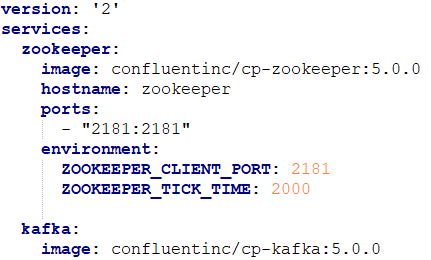 version: '2'
services:
  zookeeper:
    image: confluentinc/cp-zookeeper:5.0.0
    hostname: zookeeper
    ports:
      - "2181:2181"
    environment:
      ZOOKEEPER_CLIENT_PORT: 2181
      ZOOKEEPER_TICK_TIME: 2000

  kafka:
    image: confluentinc/cp-kafka:5.0.0